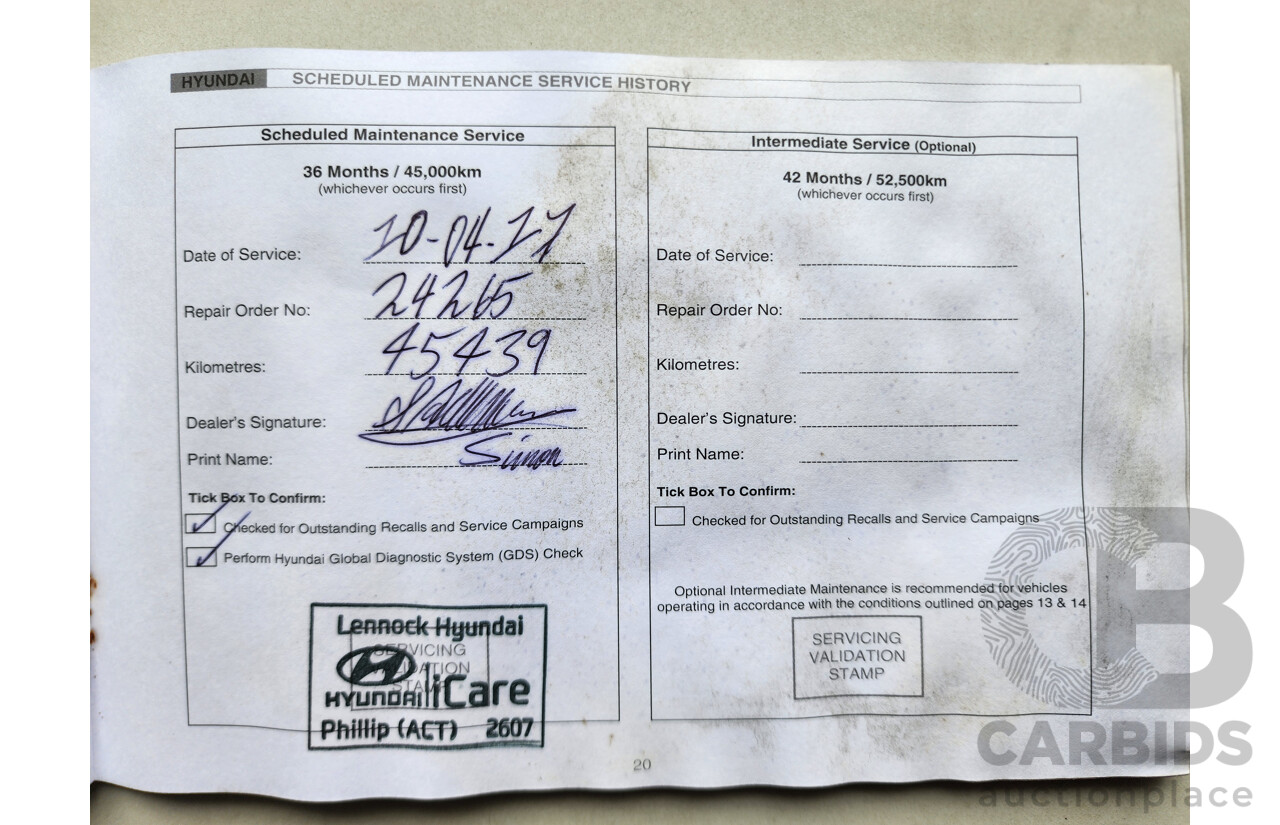 HYUNDAI SCHEDULED MAINTENANCE SERVICE HISTORY
Scheduled Maintenance Service
36 Months / 45,000km
(whichever occurs first)
Date of Service: 10-04-17
Repair Order No: 24265
Kilometres: 45439
Dealer's Signature:
Print Name: Simon
Tick Box To Confirm:
Checked for Outstanding Recalls and Service Campaigns
Perform Hyundai Global Diagnostic System (GDS) Check
Lennock Hyundai
SERVICING
VALIDATION
STAMP
HYUNDAI iCare
Phillip (ACT) 2607
Intermediate Service (Optional)
42 Months / 52,500km
(whichever occurs first)
Date of Service:
Repair Order No:
Kilometres:
Dealer's Signature:
Print Name:
Tick Box To Confirm:
Checked for Outstanding Recalls and Service Campaigns
Optional Intermediate Maintenance is recommended for vehicles
operating in accordance with the conditions outlined on pages 13 & 14
SERVICING
VALIDATION
STAMP
20
CB
CARBIDS
auctionplace